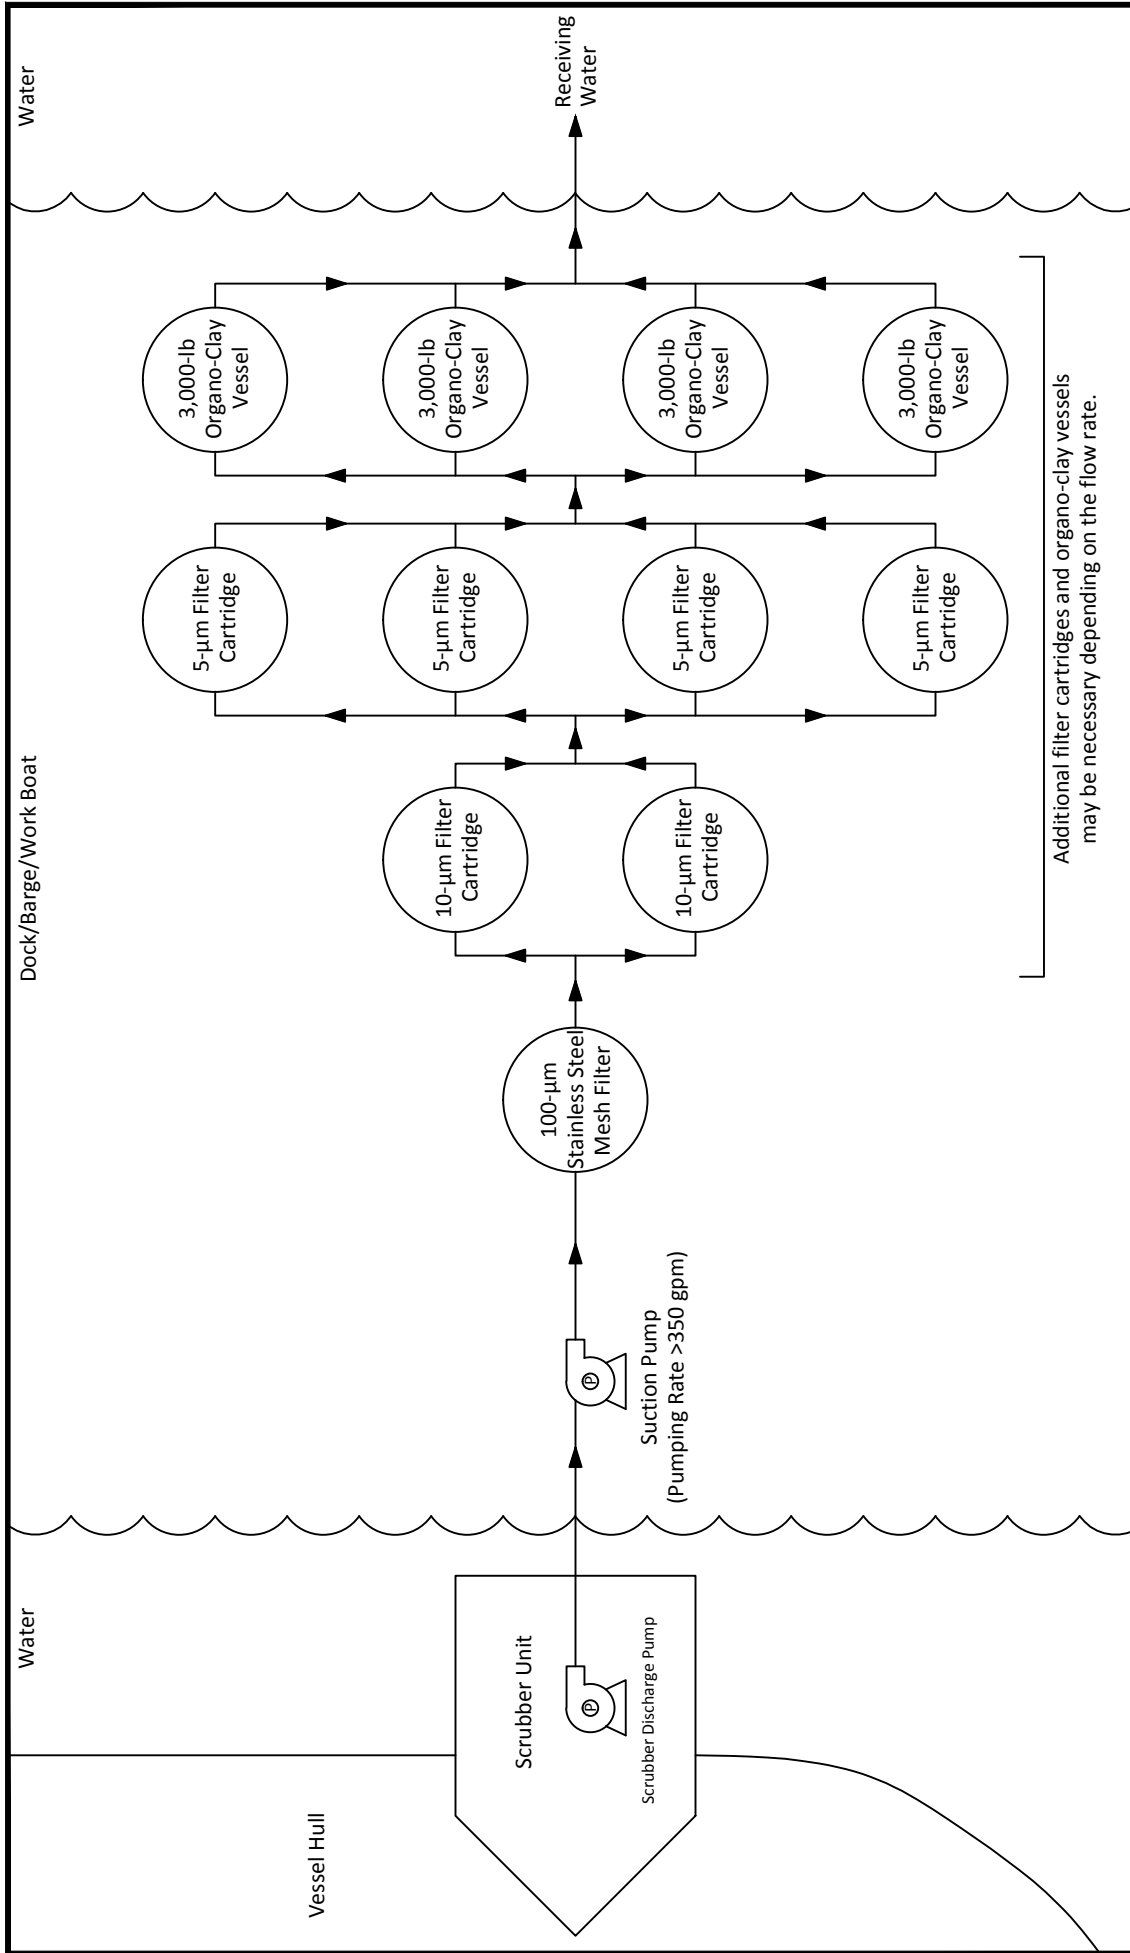 Water
Dock/Barge/Work Boat
Water
Vessel Hull
Scrubber Unit
P
Scrubber Discharge Pump
P
Suction Pump
(Pumping Rate >350 gpm)
100-µm
Stainless Steel
Mesh Filter
10-µm Filter
Cartridge
10-µm Filter
Cartridge
5-µm Filter
Cartridge
5-µm Filter
Cartridge
5-µm Filter
Cartridge
5-µm Filter
Cartridge
3,000-lb
Organo-Clay
Vessel
3,000-lb
Organo-Clay
Vessel
3,000-lb
Organo-Clay
Vessel
3,000-lb
Organo-Clay
Vessel
Receiving
Water
Additional filter cartridges and organo-clay vessels
may be necessary depending on the flow rate.